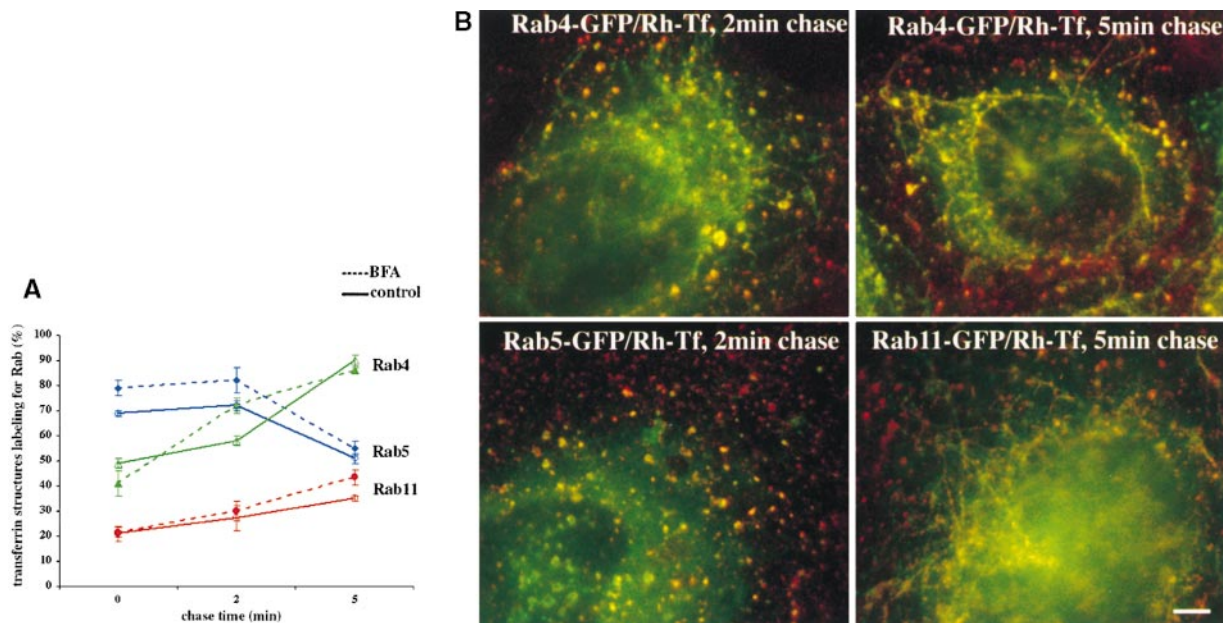 A
BFA
control
transferrin structures labeling for Rab (%)
100
90
80
70
60
50
40
30
20
10
0
Rab4
Rab5
Rab11
0 2 5
chase time (min)
B
Rab4-GFP/Rh-Tf, 2min chase
Rab4-GFP/Rh-Tf, 5min chase
Rab5-GFP/Rh-Tf, 2min chase
Rab11-GFP/Rh-Tf, 5min chase